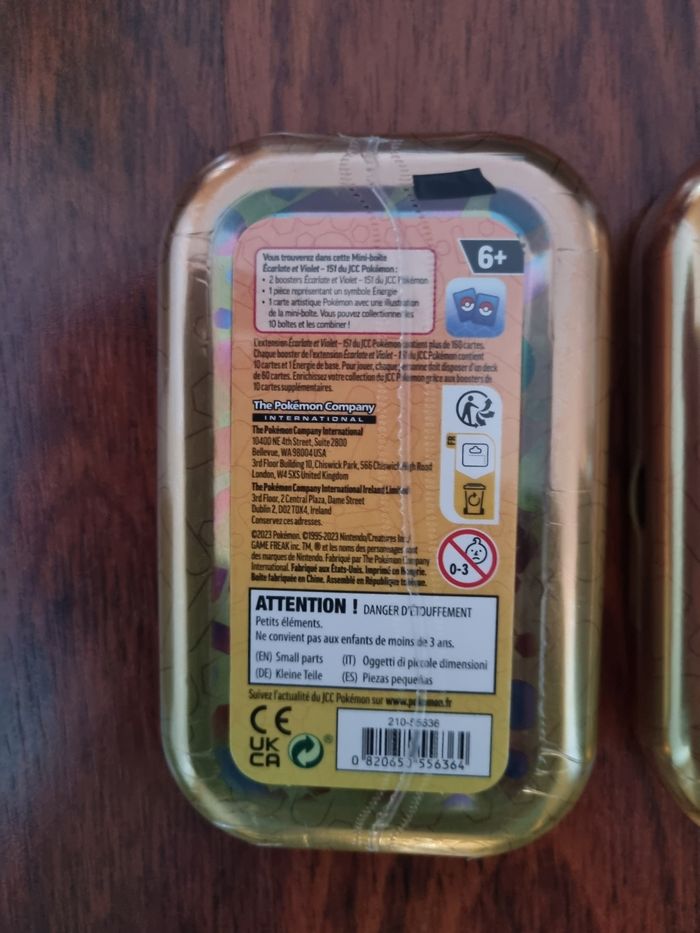 6+
Vous trouverez dans cette Mini-boîte
Écarlate et Violet – 151 du JCC Pokémon :
• 2 boosters Écarlate et Violet – 151 du JCC Pokémon
• 1 pièce représentant un symbole Énergie
• 1 carte artistique Pokémon avec une illustration
de la mini-boîte. Vous pouvez collectionner les
10 boîtes et les combiner !
L'extension Écarlate et Violet – 151 du JCC Pokémon contient plus de 160 cartes.
Chaque booster de l'extension Écarlate et Violet – 151 du JCC Pokémon contient
10 cartes et 1 Énergie de base. Pour jouer, chaque personne doit disposer d'un deck
de 60 cartes. Enrichissez votre collection du JCC Pokémon grâce aux boosters de
10 cartes supplémentaires.
The Pokémon Company
INTERNATIONAL
The Pokémon Company International
10400 NE 4th Street, Suite 2800
Bellevue, WA 98004 USA
3rd Floor Building 10, Chiswick Park, 566 Chiswick High Road
London, W4 5XS United Kingdom
The Pokémon Company International Ireland Limited
3rd Floor, 2 Central Plaza, Dame Street
Dublin 2, D02 T0X4, Ireland
Conservez ces adresses.
FR
©2023 Pokémon. ©1995-2023 Nintendo/Creatures Inc./
GAME FREAK inc. TM, ® et les noms des personnages sont
des marques de Nintendo. Fabriqué par The Pokémon Company
International. Fabriqué aux États-Unis. Imprimé en Hongrie.
Boîte fabriquée en Chine. Assemblé en République tchèque.
0-3
ATTENTION ! DANGER D'ÉTOUFFEMENT
Petits éléments.
Ne convient pas aux enfants de moins de 3 ans.
(EN) Small parts (IT) Oggetti di piccole dimensioni
(DE) Kleine Teile (ES) Piezas pequeñas
Suivez l'actualité du JCC Pokémon sur www.pokemon.fr
CE
UK
CA
®
210-85636
0 820650 556364